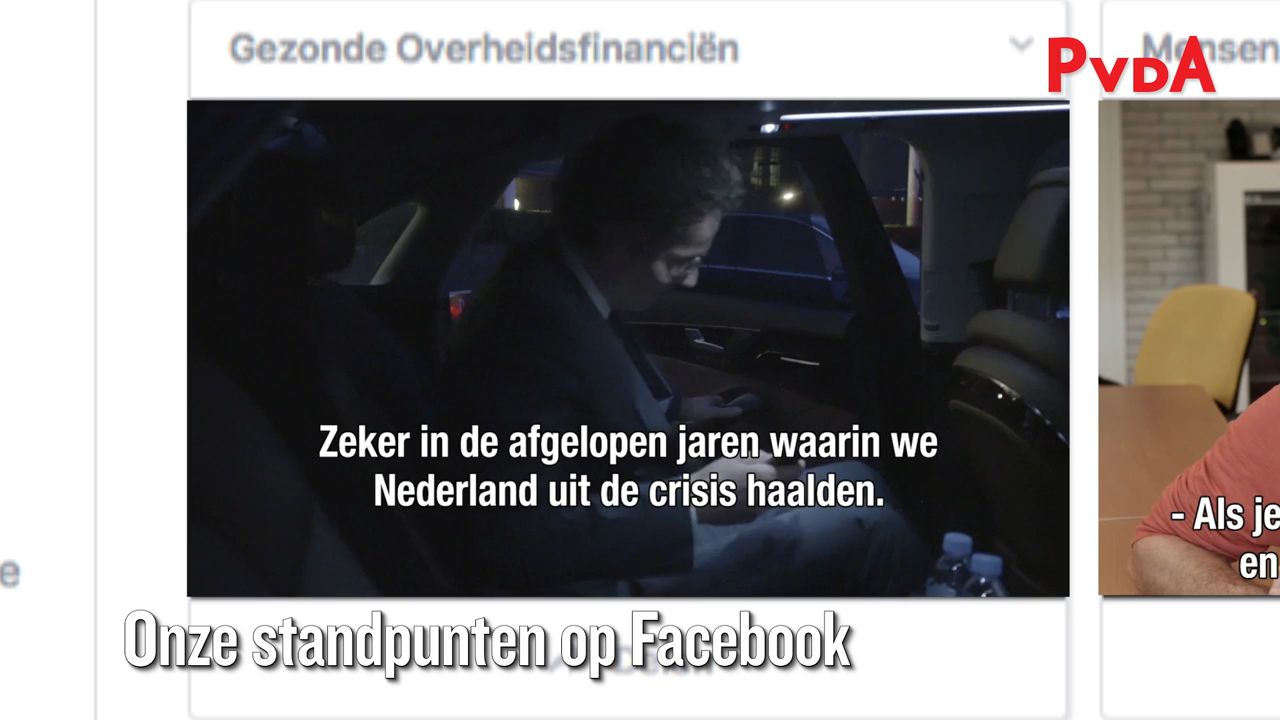 Gezonde Overheidsfinanciën
PvdA
Zeker in de afgelopen jaren waarin we
Nederland uit de crisis haalden.
- Als je
en
e
Onze standpunten op Facebook